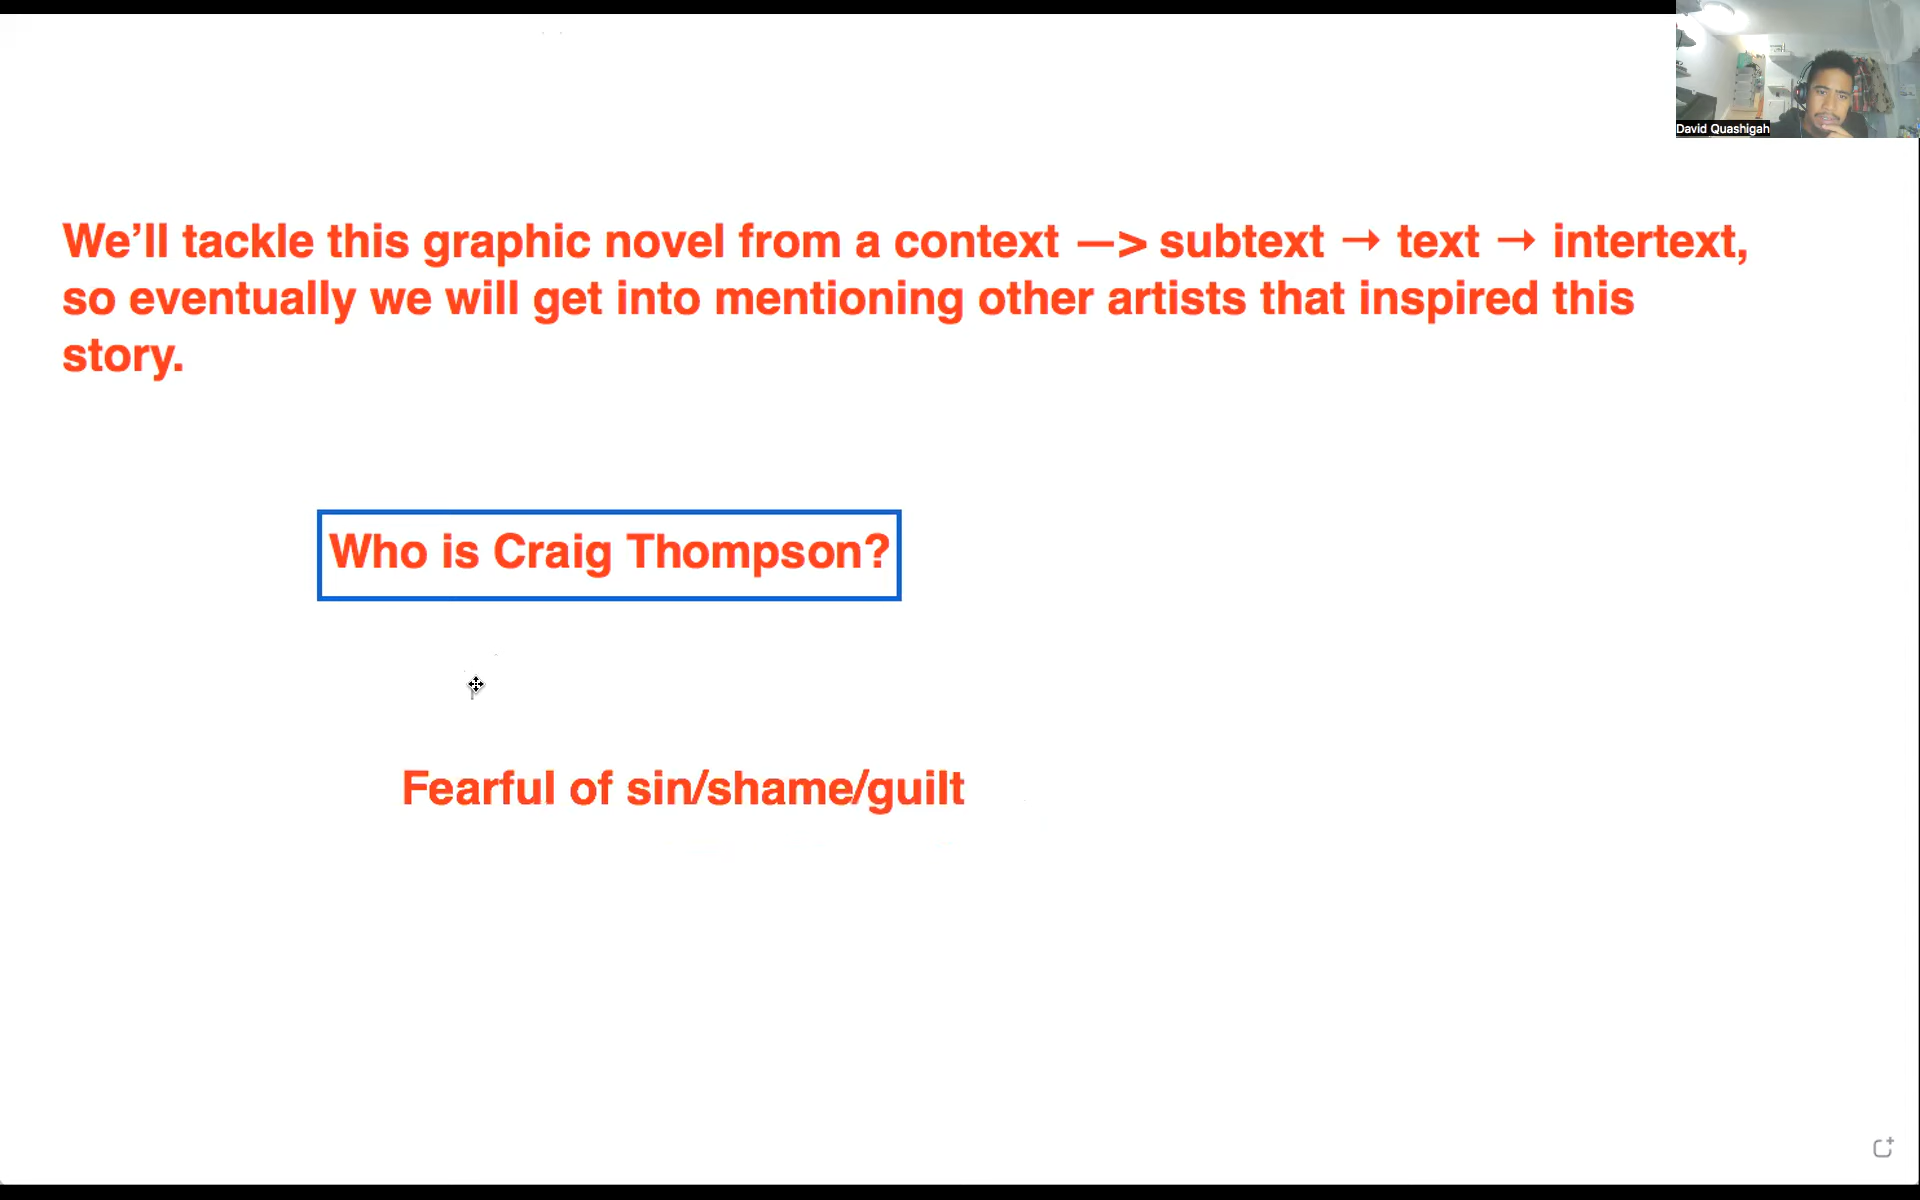 David Quashigah
We’ll tackle this graphic novel from a context —> subtext → text → intertext,
so eventually we will get into mentioning other artists that inspired this
story.
Who is Craig Thompson?
Fearful of sin/shame/guilt